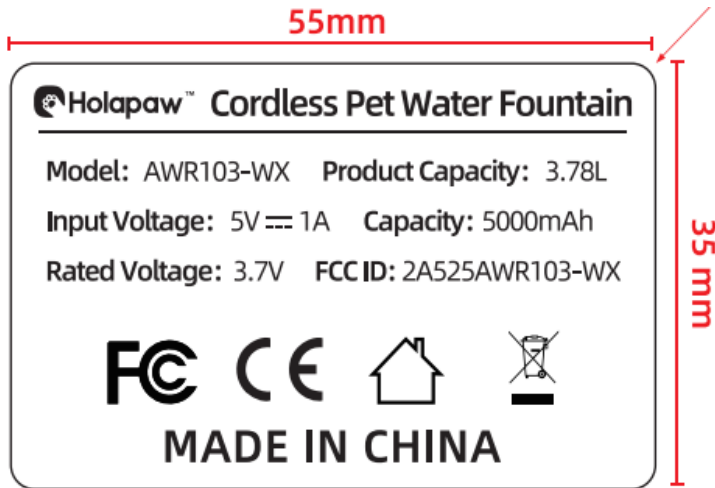 55mm
Holapaw™ Cordless Pet Water Fountain
Model: AWR103-WX Product Capacity: 3.78L
Input Voltage: 5V⎓1A Capacity: 5000mAh
Rated Voltage: 3.7V FCC ID: 2A525AWR103-WX
35 mm
FC CE
MADE IN CHINA